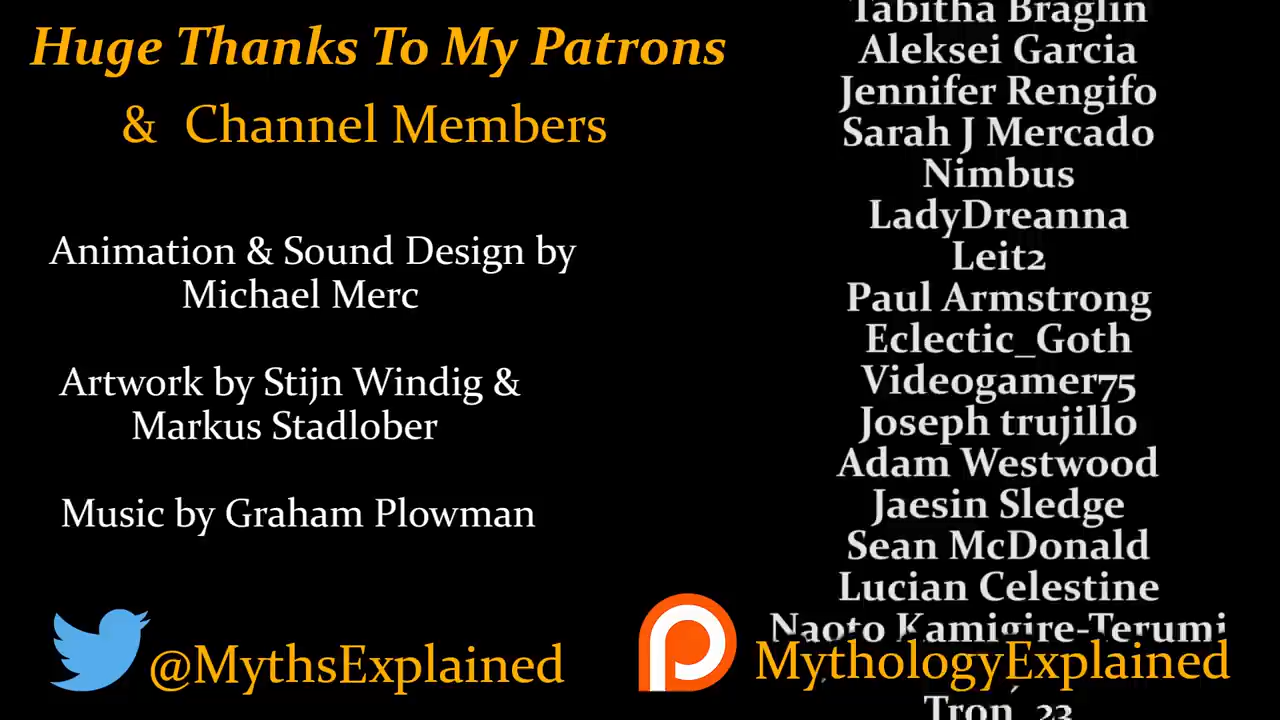 Huge Thanks To My Patrons
& Channel Members
Animation & Sound Design by
Michael Merc
Artwork by Stijn Windig &
Markus Stadlober
Music by Graham Plowman
@MythsExplained
Tabitha Braglin
Aleksei Garcia
Jennifer Rengifo
Sarah J Mercado
Nimbus
LadyDreanna
Leit2
Paul Armstrong
Eclectic_Goth
Videogamer75
Joseph trujillo
Adam Westwood
Jaesin Sledge
Sean McDonald
Lucian Celestine
Naoto Kamigire-Terumi
MythologyExplained
Tron_23